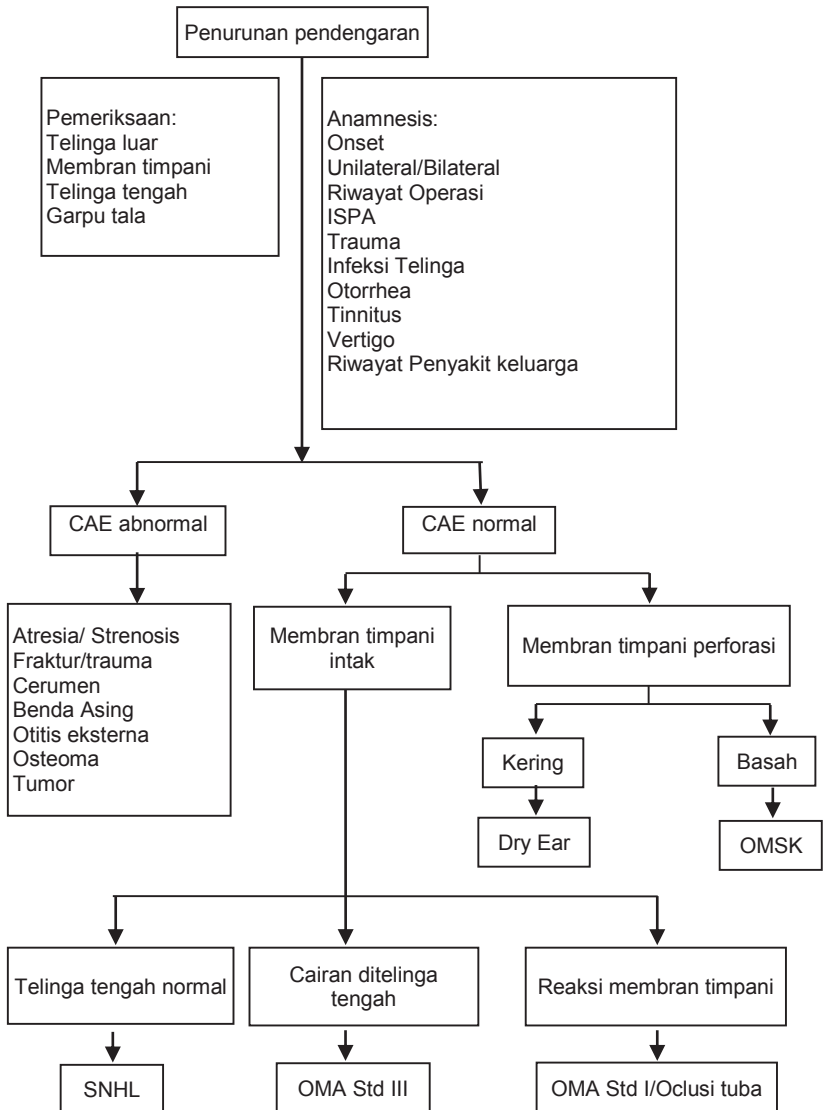 Penurunan pendengaran
Pemeriksaan:
Telinga luar
Membran timpani
Telinga tengah
Garpu tala
Anamnesis:
Onset
Unilateral/Bilateral
Riwayat Operasi
ISPA
Trauma
Infeksi Telinga
Otorrhea
Tinnitus
Vertigo
Riwayat Penyakit keluarga
CAE abnormal
CAE normal
Atresia/ Strenosis
Fraktur/trauma
Cerumen
Benda Asing
Otitis eksterna
Osteoma
Tumor
Membran timpani
intak
Membran timpani perforasi
Kering
Basah
Dry Ear
OMSK
Telinga tengah normal
Cairan ditelinga
tengah
Reaksi membran timpani
SNHL
OMA Std III
OMA Std I/Oclusi tuba